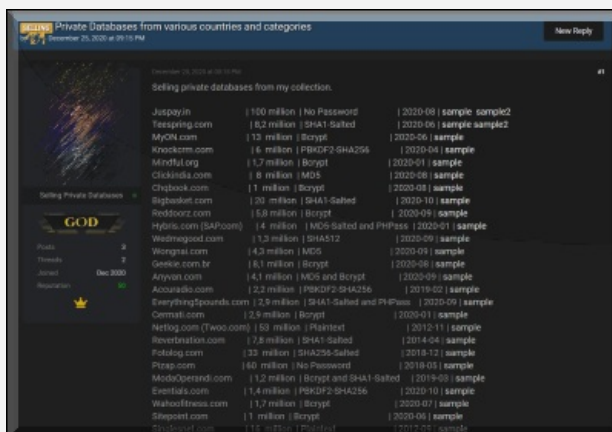 SELLING Private Databases from various countries and categories
December 25, 2020 at 09:15 PM
New Reply
#1
Selling private databases from my collection.
Juspay.in | 100 million | No Password | 2020-08 | sample sample2
Teespring.com | 8,2 million | SHA1-Salted | 2020-06 | sample sample2
MyON.com | 13 million | Bcrypt | 2020-06 | sample
Knockcrm.com | 6 million | PBKDF2-SHA256 | 2020-04 | sample
Mindful.org | 1,7 million | Bcrypt | 2020-01 | sample
Clickindia.com | 8 million | MD5 | 2020-08 | sample
Chqbook.com | 1 million | Bcrypt | 2020-08 | sample
Bigbasket.com | 20 million | SHA1-Salted | 2020-10 | sample
Reddoorz.com | 5,8 million | Bcrypt | 2020-09 | sample
Hybris.com (SAP.com) | 4 million | MD5-Salted and PHPass | 2020-01 | sample
Wedmegood.com | 1,3 million | SHA512 | 2020-09 | sample
Wongnai.com | 4,3 million | MD5 | 2020-09 | sample
Geekie.com.br | 8,1 million | Bcrypt | 2020-08 | sample
Anyvan.com | 4,1 million | MD5 and Bcrypt | 2020-09 | sample
Accuradio.com | 2,2 million | PBKDF2-SHA256 | 2019-02 | sample
Everything5pounds.com | 2,9 million | SHA1-Salted and PHPass | 2020-09 | sample
Cermati.com | 2,9 million | Bcrypt | 2020-01 | sample
Netlog.com (Twoo.com) | 53 million | Plaintext | 2012-11 | sample
Reverbnation.com | 7,8 million | SHA1-Salted | 2014-04 | sample
Fotolog.com | 33 million | SHA256-Salted | 2018-12 | sample
Pizap.com | 60 million | No Password | 2018-05 | sample
ModaOperandi.com | 1,2 million | Bcrypt and SHA1-Salted | 2019-03 | sample
Eventials.com | 1,4 million | PBKDF2-SHA256 | 2020-10 | sample
Wahoofitness.com | 1,7 million | Bcrypt | 2020-07 | sample
Sitepoint.com | 1 million | Bcrypt | 2020-06 | sample
Selling Private Databases
GOD
Posts 3
Threads 2
Joined Dec 2020
Reputation 50